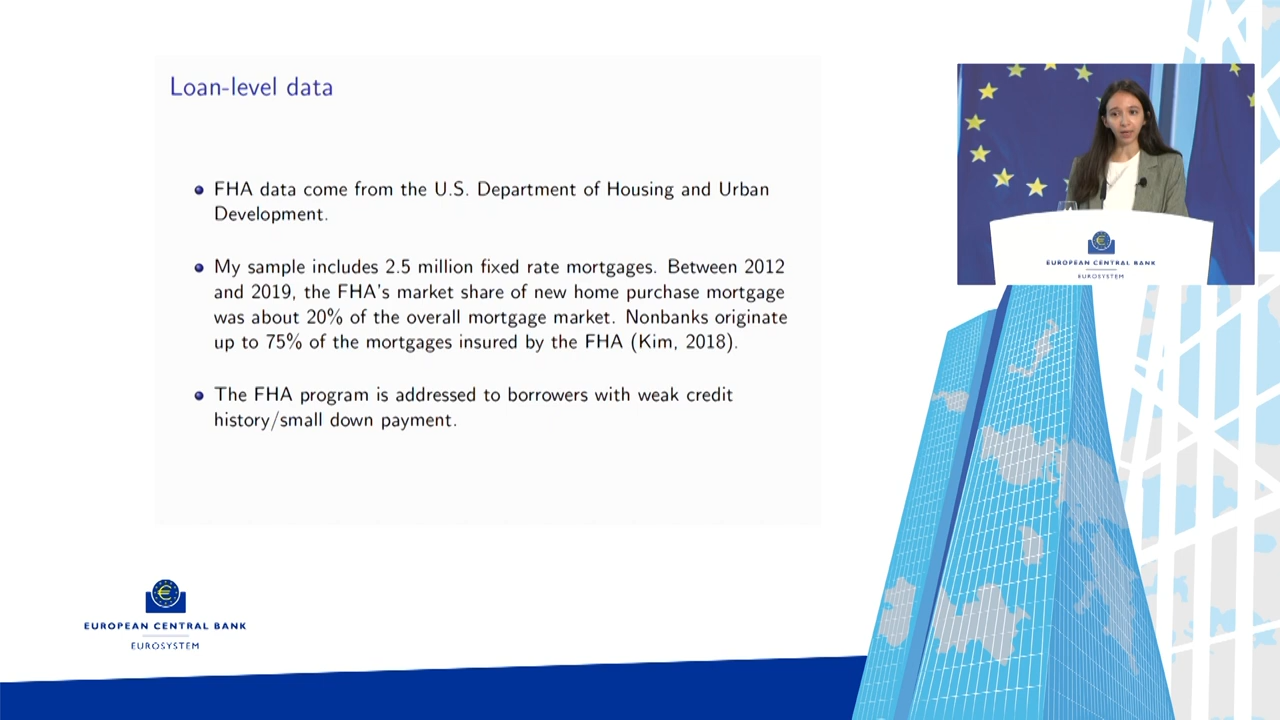 Loan-level data
FHA data come from the U.S. Department of Housing and Urban
Development.
My sample includes 2.5 million fixed rate mortgages. Between 2012
and 2019, the FHA's market share of new home purchase mortgage
was about 20% of the overall mortgage market. Nonbanks originate
up to 75% of the mortgages insured by the FHA (Kim, 2018).
The FHA program is addressed to borrowers with weak credit
history/small down payment.
EUROPEAN CENTRAL BANK
EUROSYSTEM
EUROPEAN CENTRAL BANK
EUROSYSTEM